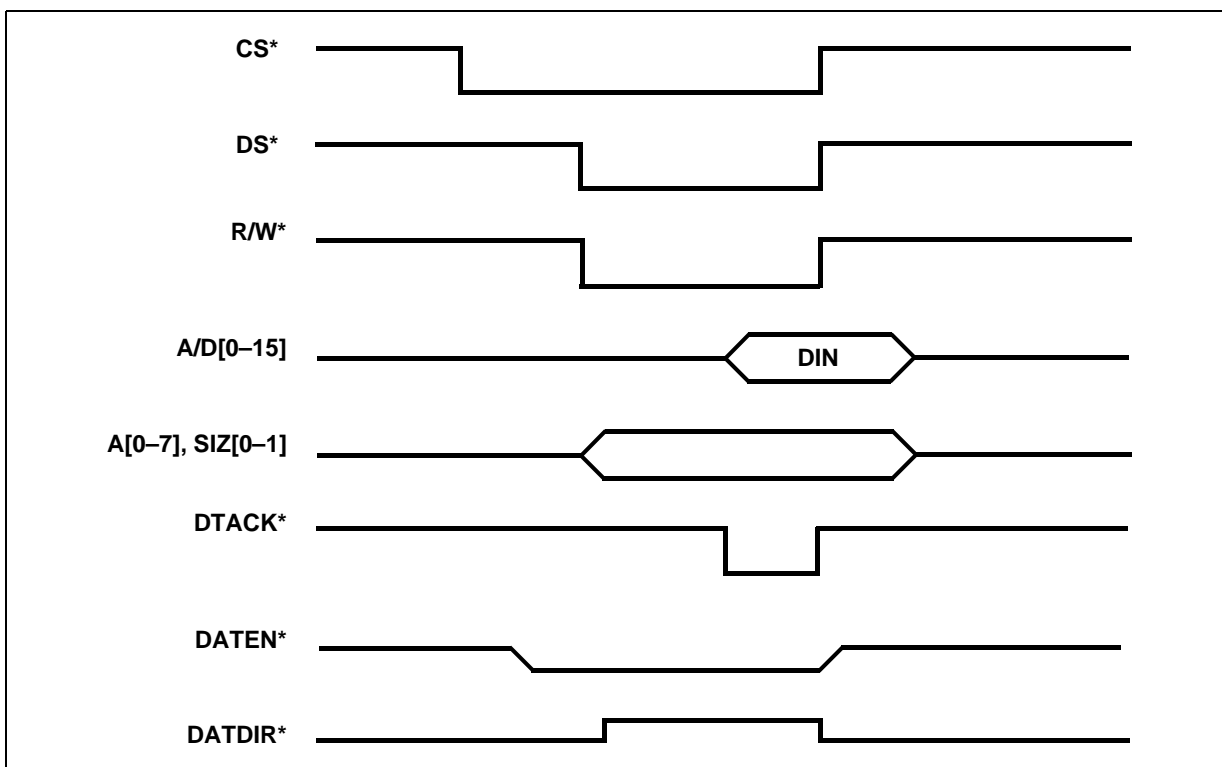 CS*
DS*
R/W*
A/D[0–15]
DIN
A[0–7], SIZ[0–1]
DTACK*
DATEN*
DATDIR*